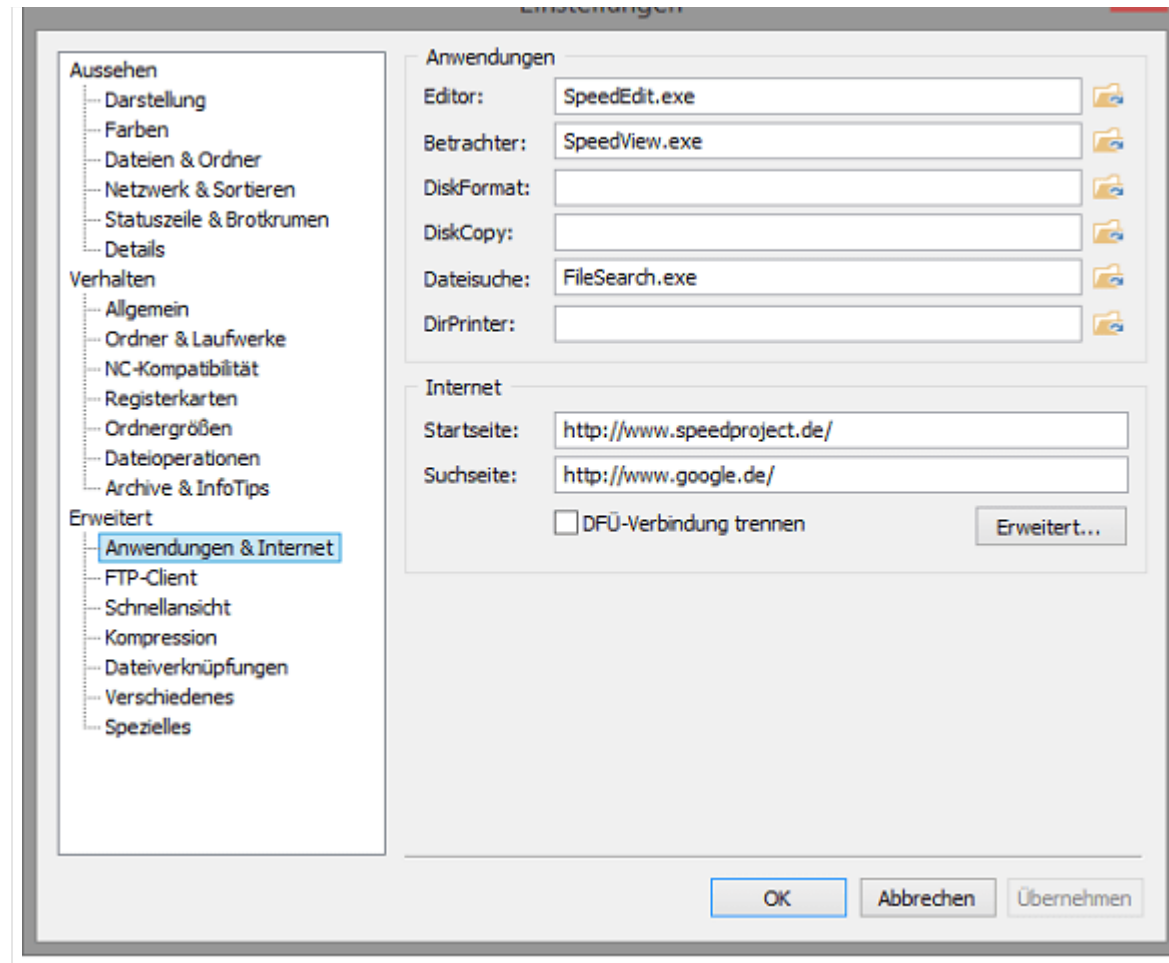 Einstellungen
Aussehen
Darstellung
Farben
Dateien & Ordner
Netzwerk & Sortieren
Statuszeile & Brotkrumen
Details
Verhalten
Allgemein
Ordner & Laufwerke
NC-Kompatibilität
Registerkarten
Ordnergrößen
Dateioperationen
Archive & InfoTips
Erweitert
Anwendungen & Internet
FTP-Client
Schnellansicht
Kompression
Dateiverknüpfungen
Verschiedenes
Spezielles
Anwendungen
Editor: SpeedEdit.exe
Betrachter: SpeedView.exe
DiskFormat:
DiskCopy:
Dateisuche: FileSearch.exe
DirPrinter:
Internet
Startseite: http://www.speedproject.de/
Suchseite: http://www.google.de/
DFÜ-Verbindung trennen Erweitert...
OK Abbrechen Übernehmen